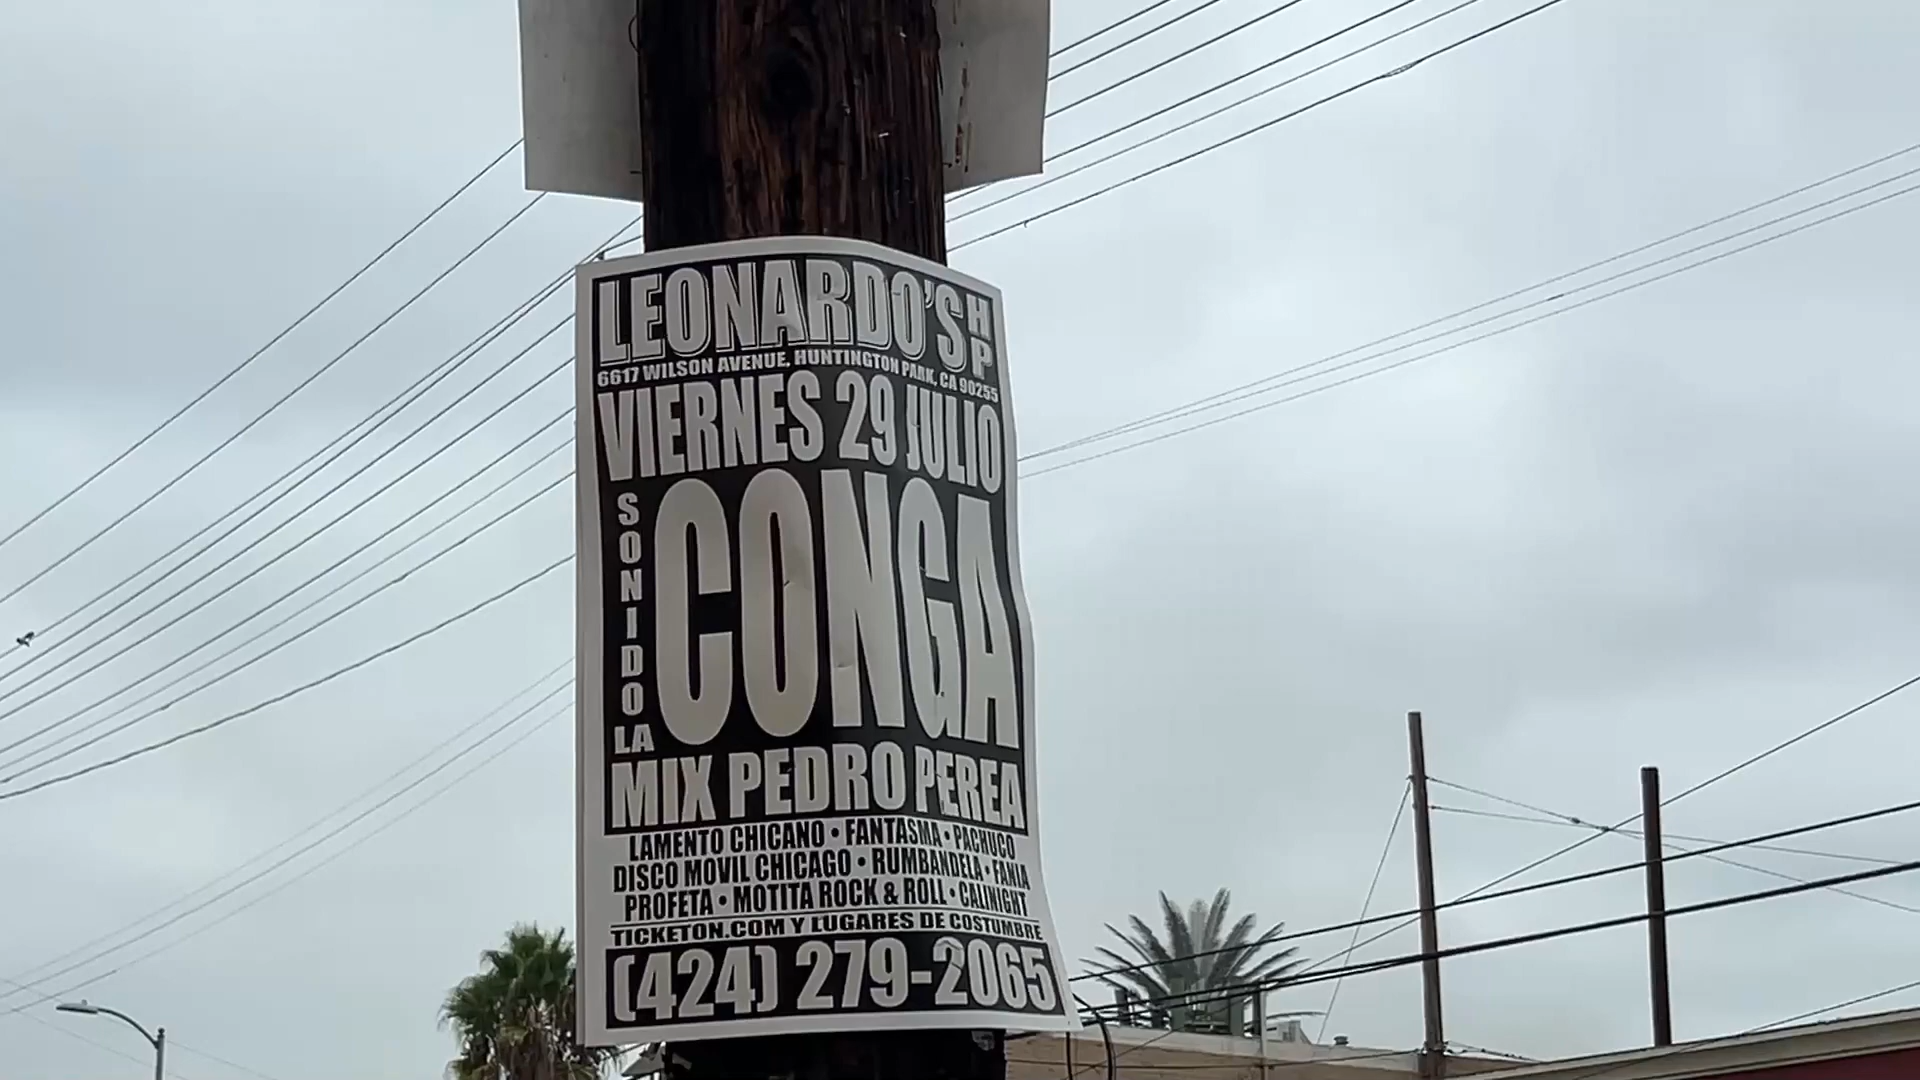 LEONARDO'S HP
6617 WILSON AVENUE, HUNTINGTON PARK, CA 90255
VIERNES 29 JULIO
SONIDO LA
CONGA
MIX PEDRO PEREA
LAMENTO CHICANO • FANTASMA • PACHUCO
DISCO MOVIL CHICAGO • RUMBANDELA • FANIA
PROFETA • MOTITA ROCK & ROLL • CALINIGHT
TICKETON.COM Y LUGARES DE COSTUMBRE
(424) 279-2065